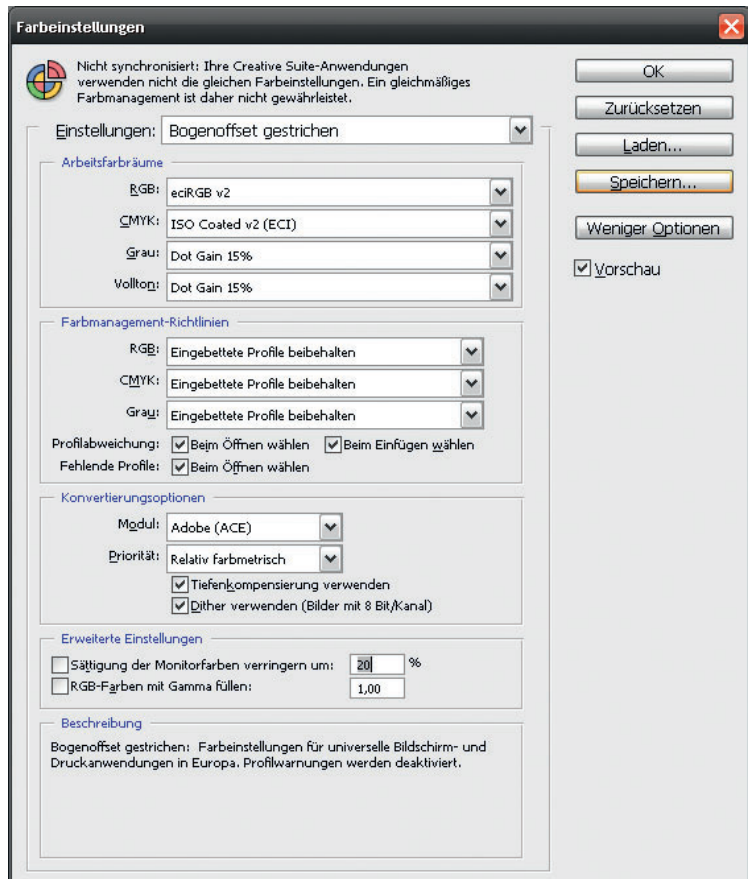 Farbeinstellungen
Nicht synchronisiert: Ihre Creative Suite-Anwendungen
verwenden nicht die gleichen Farbeinstellungen. Ein gleichmäßiges
Farbmanagement ist daher nicht gewährleistet.
OK
Zurücksetzen
Laden...
Speichern...
Weniger Optionen
Vorschau
Einstellungen: Bogenoffset gestrichen
Arbeitsfarbräume
RGB: eciRGB v2
CMYK: ISO Coated v2 (ECI)
Grau: Dot Gain 15%
Vollton: Dot Gain 15%
Farbmanagement-Richtlinien
RGB: Eingebettete Profile beibehalten
CMYK: Eingebettete Profile beibehalten
Grau: Eingebettete Profile beibehalten
Profilabweichung: Beim Öffnen wählen Beim Einfügen wählen
Fehlende Profile: Beim Öffnen wählen
Konvertierungsoptionen
Modul: Adobe (ACE)
Priorität: Relativ farbmetrisch
Tiefenkompensierung verwenden
Dither verwenden (Bilder mit 8 Bit/Kanal)
Erweiterte Einstellungen
Sättigung der Monitorfarben verringern um: 20 %
RGB-Farben mit Gamma füllen: 1,00
Beschreibung
Bogenoffset gestrichen: Farbeinstellungen für universelle Bildschirm- und
Druckanwendungen in Europa. Profilwarnungen werden deaktiviert.